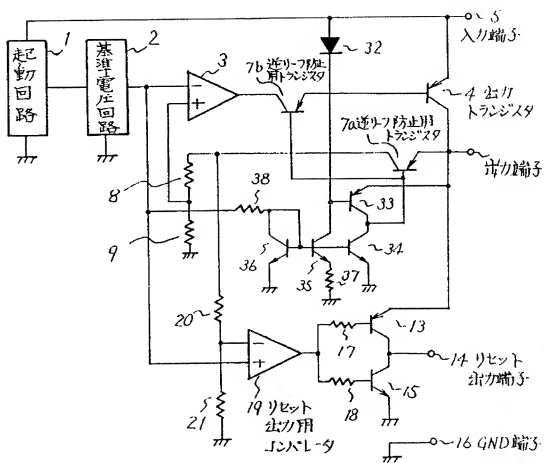 1
起動回路
2
基準電圧回路
3
7b 逆リーフ防止
用トランジスタ
32
5
入力端子
4 出力
トランジスタ
7a 逆リーフ防止用
トランジスタ
出力端子
8
9
38
33
34
36
35
37
20
21
19 リセット
出力用
コンパレータ
17
18
13
14 リセット
出力端子
15
16 GND端子
− 
+
−
+